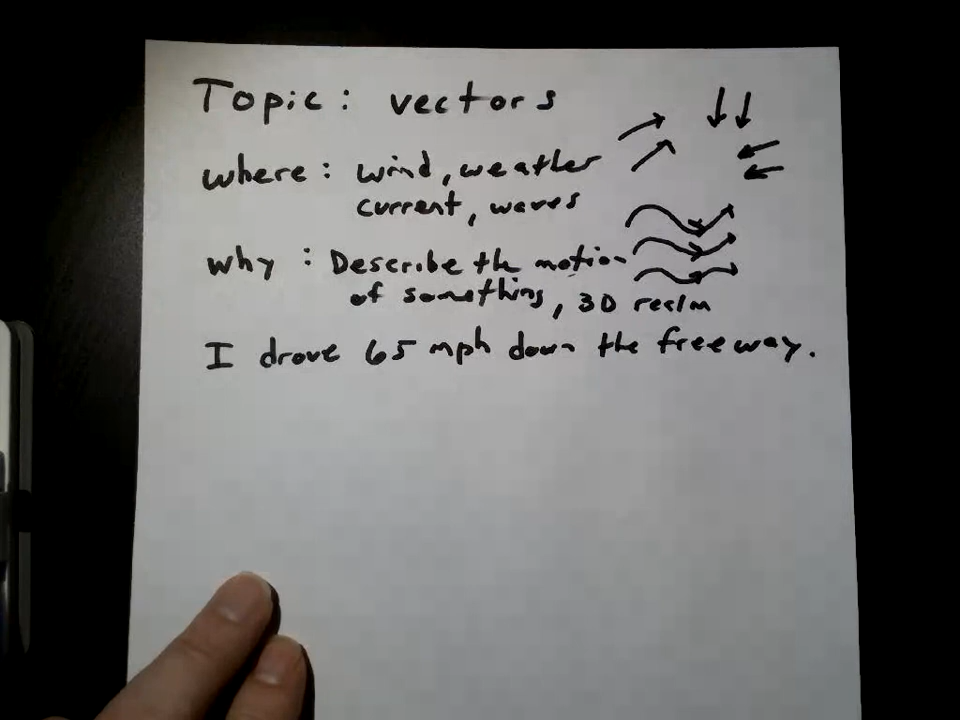 Topic: vectors
where: wind, weather
current, waves
why: Describe the motion
of something, 3D realm
I drove 65 mph down the freeway.